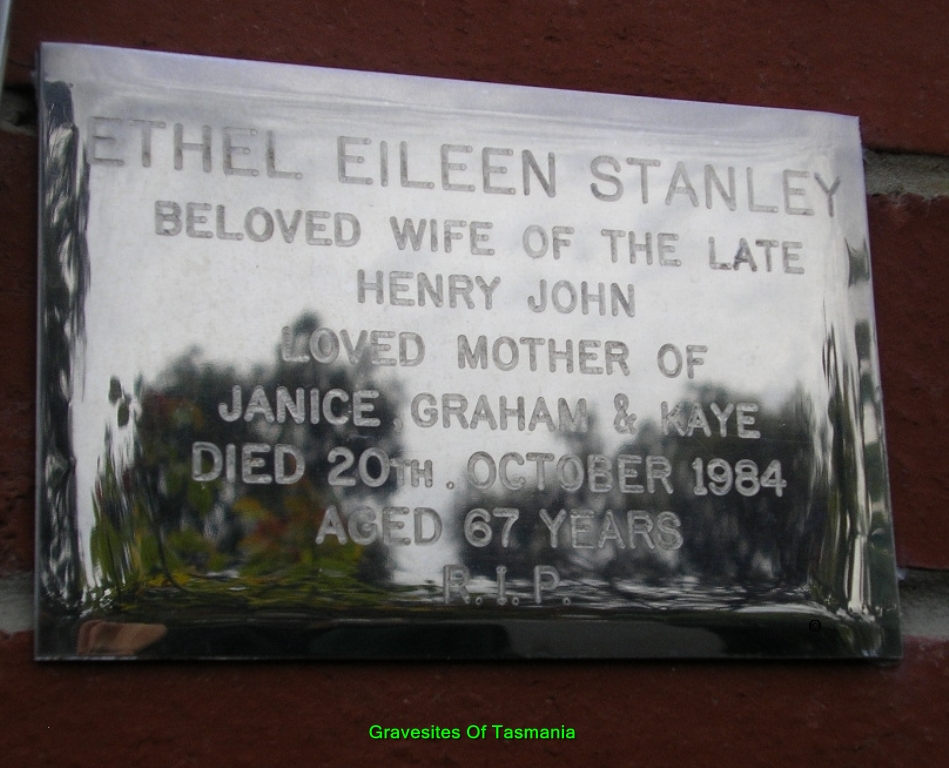 ETHEL EILEEN STANLEY
BELOVED WIFE OF THE LATE
HENRY JOHN
LOVED MOTHER OF
JANICE, GRAHAM & KAYE
DIED 20TH. OCTOBER 1984
AGED 67 YEARS
R.I.P.
Gravesites Of Tasmania